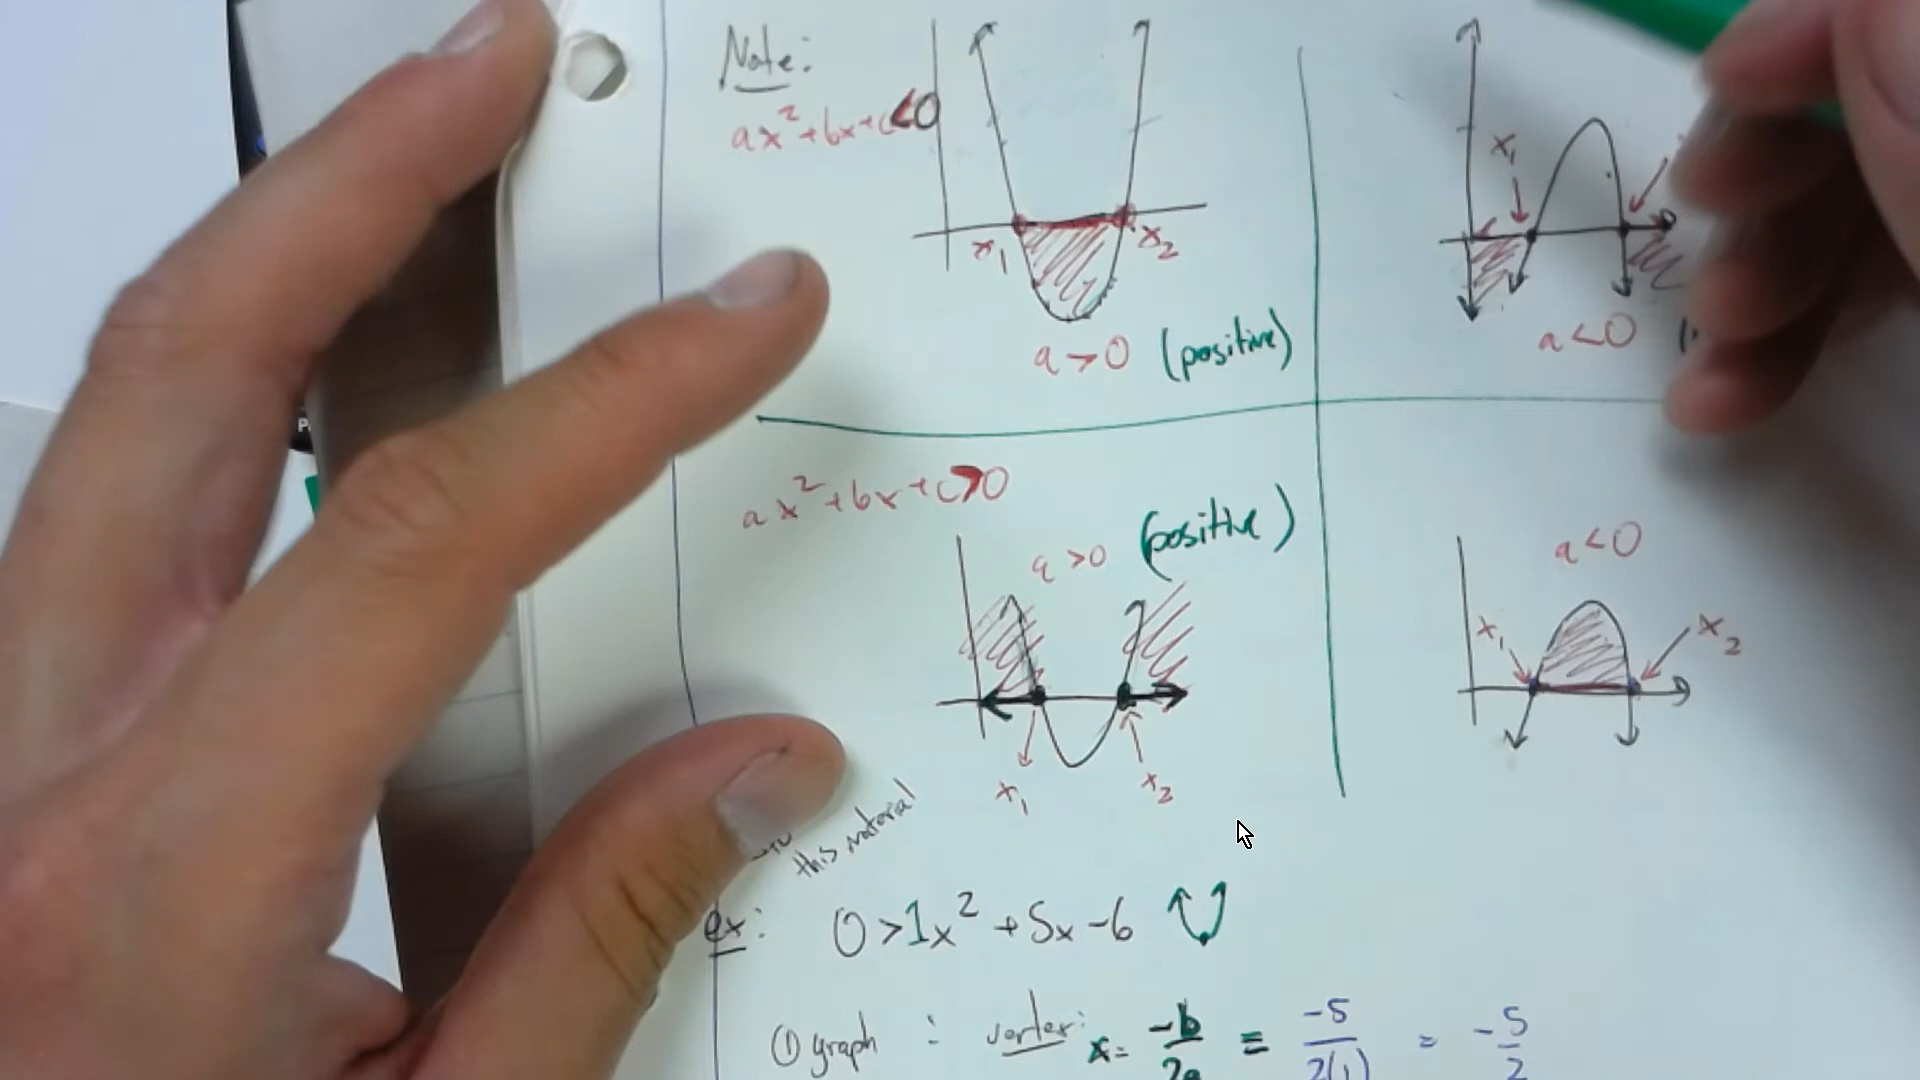 Note:
ax²+bx+c<0
x₁
x₂
a>0 (positive)
x₁
a<0
ax²+bx+c>0
a>0 (positive)
x₁
x₂
a<0
x₁
x₂
this material
ex: 0>1x²+5x-6
① graph : vertex: x= -b/2a = -5/2(1) = -5/2